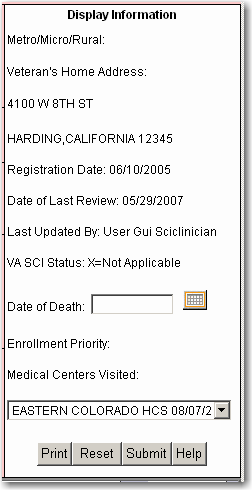 Display Information
Metro/Micro/Rural:
Veteran's Home Address:
4100 W 8TH ST
HARDING,CALIFORNIA 12345
Registration Date: 06/10/2005
Date of Last Review: 05/29/2007
Last Updated By: User Gui Sciclinician
VA SCI Status: X=Not Applicable
Date of Death:
Enrollment Priority:
Medical Centers Visited:
EASTERN COLORADO HCS 08/07/2
Print Reset Submit Help